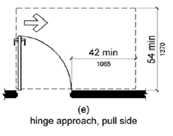 42 min
1065
54 min
1370
(e)
hinge approach, pull side